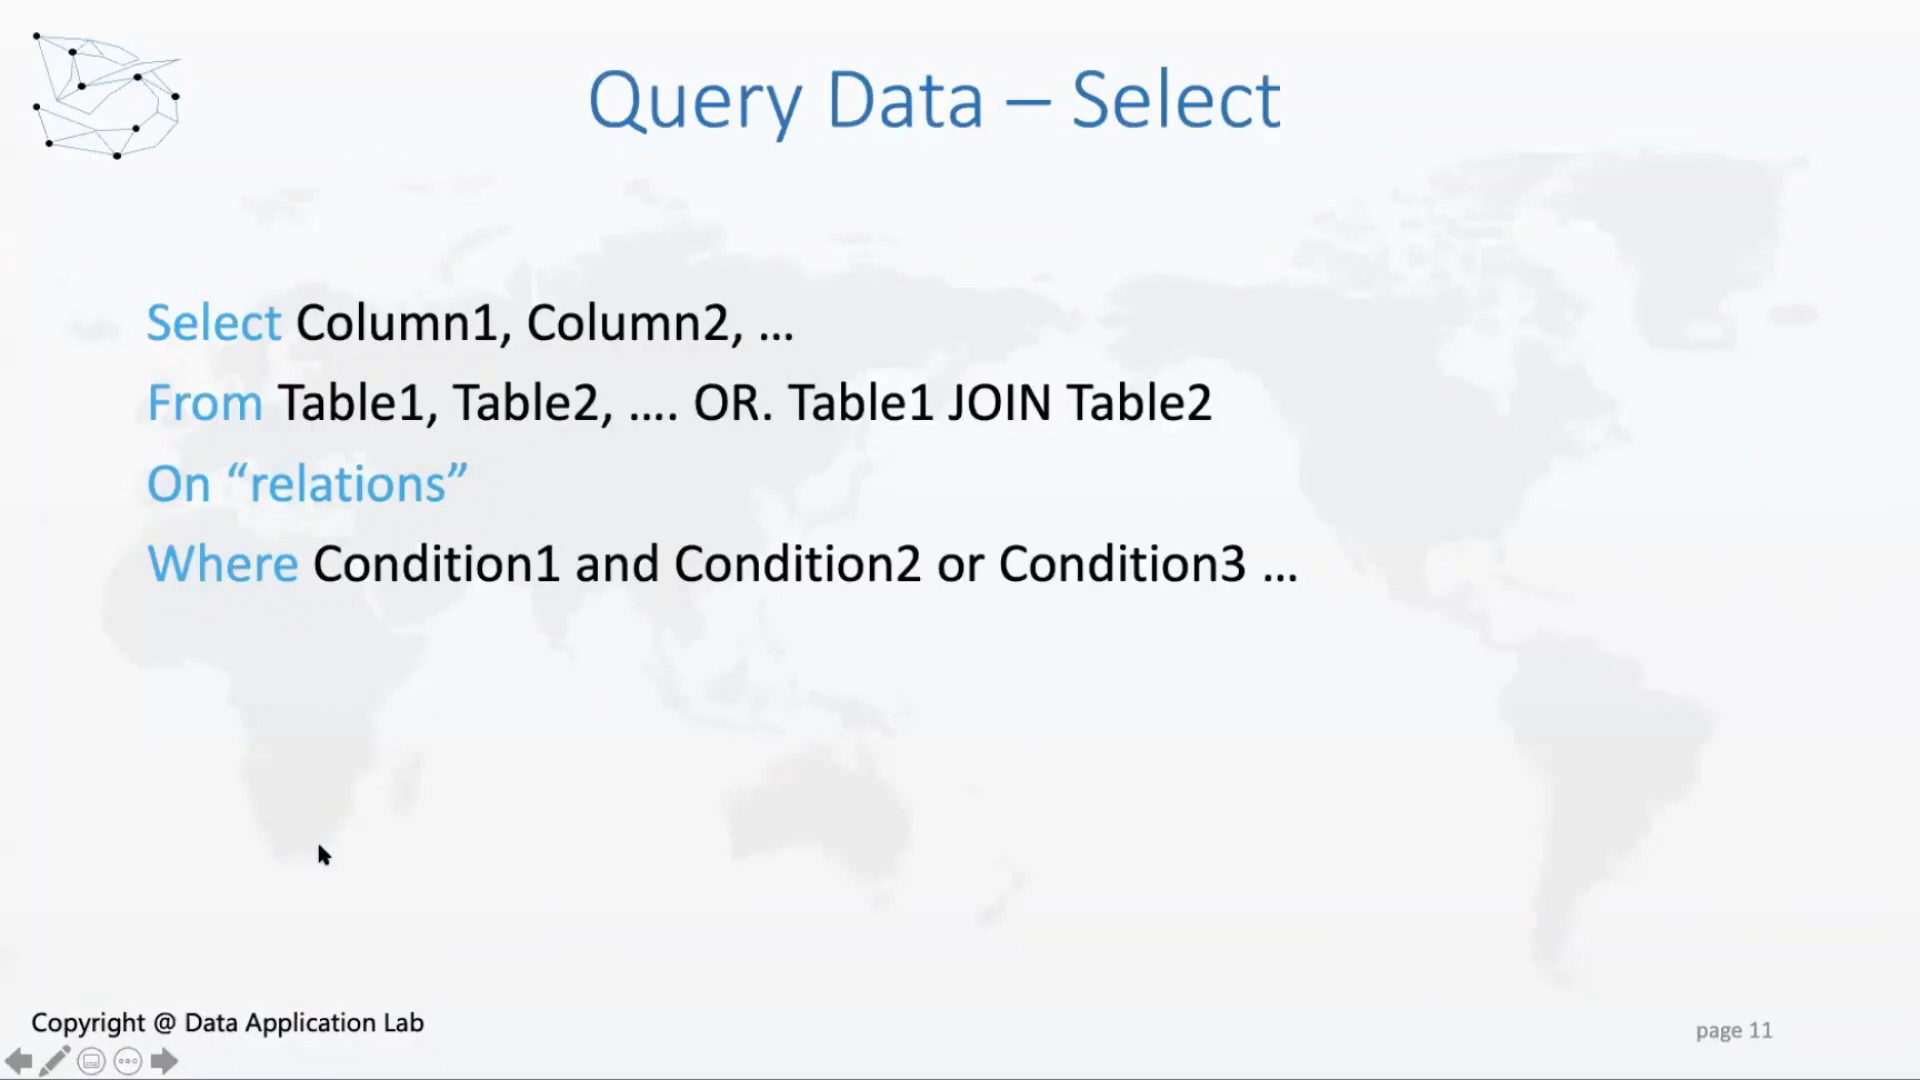 Query Data – Select
Select Column1, Column2, ...
From Table1, Table2, .... OR. Table1 JOIN Table2
On “relations”
Where Condition1 and Condition2 or Condition3 ...
Copyright @ Data Application Lab
page 11